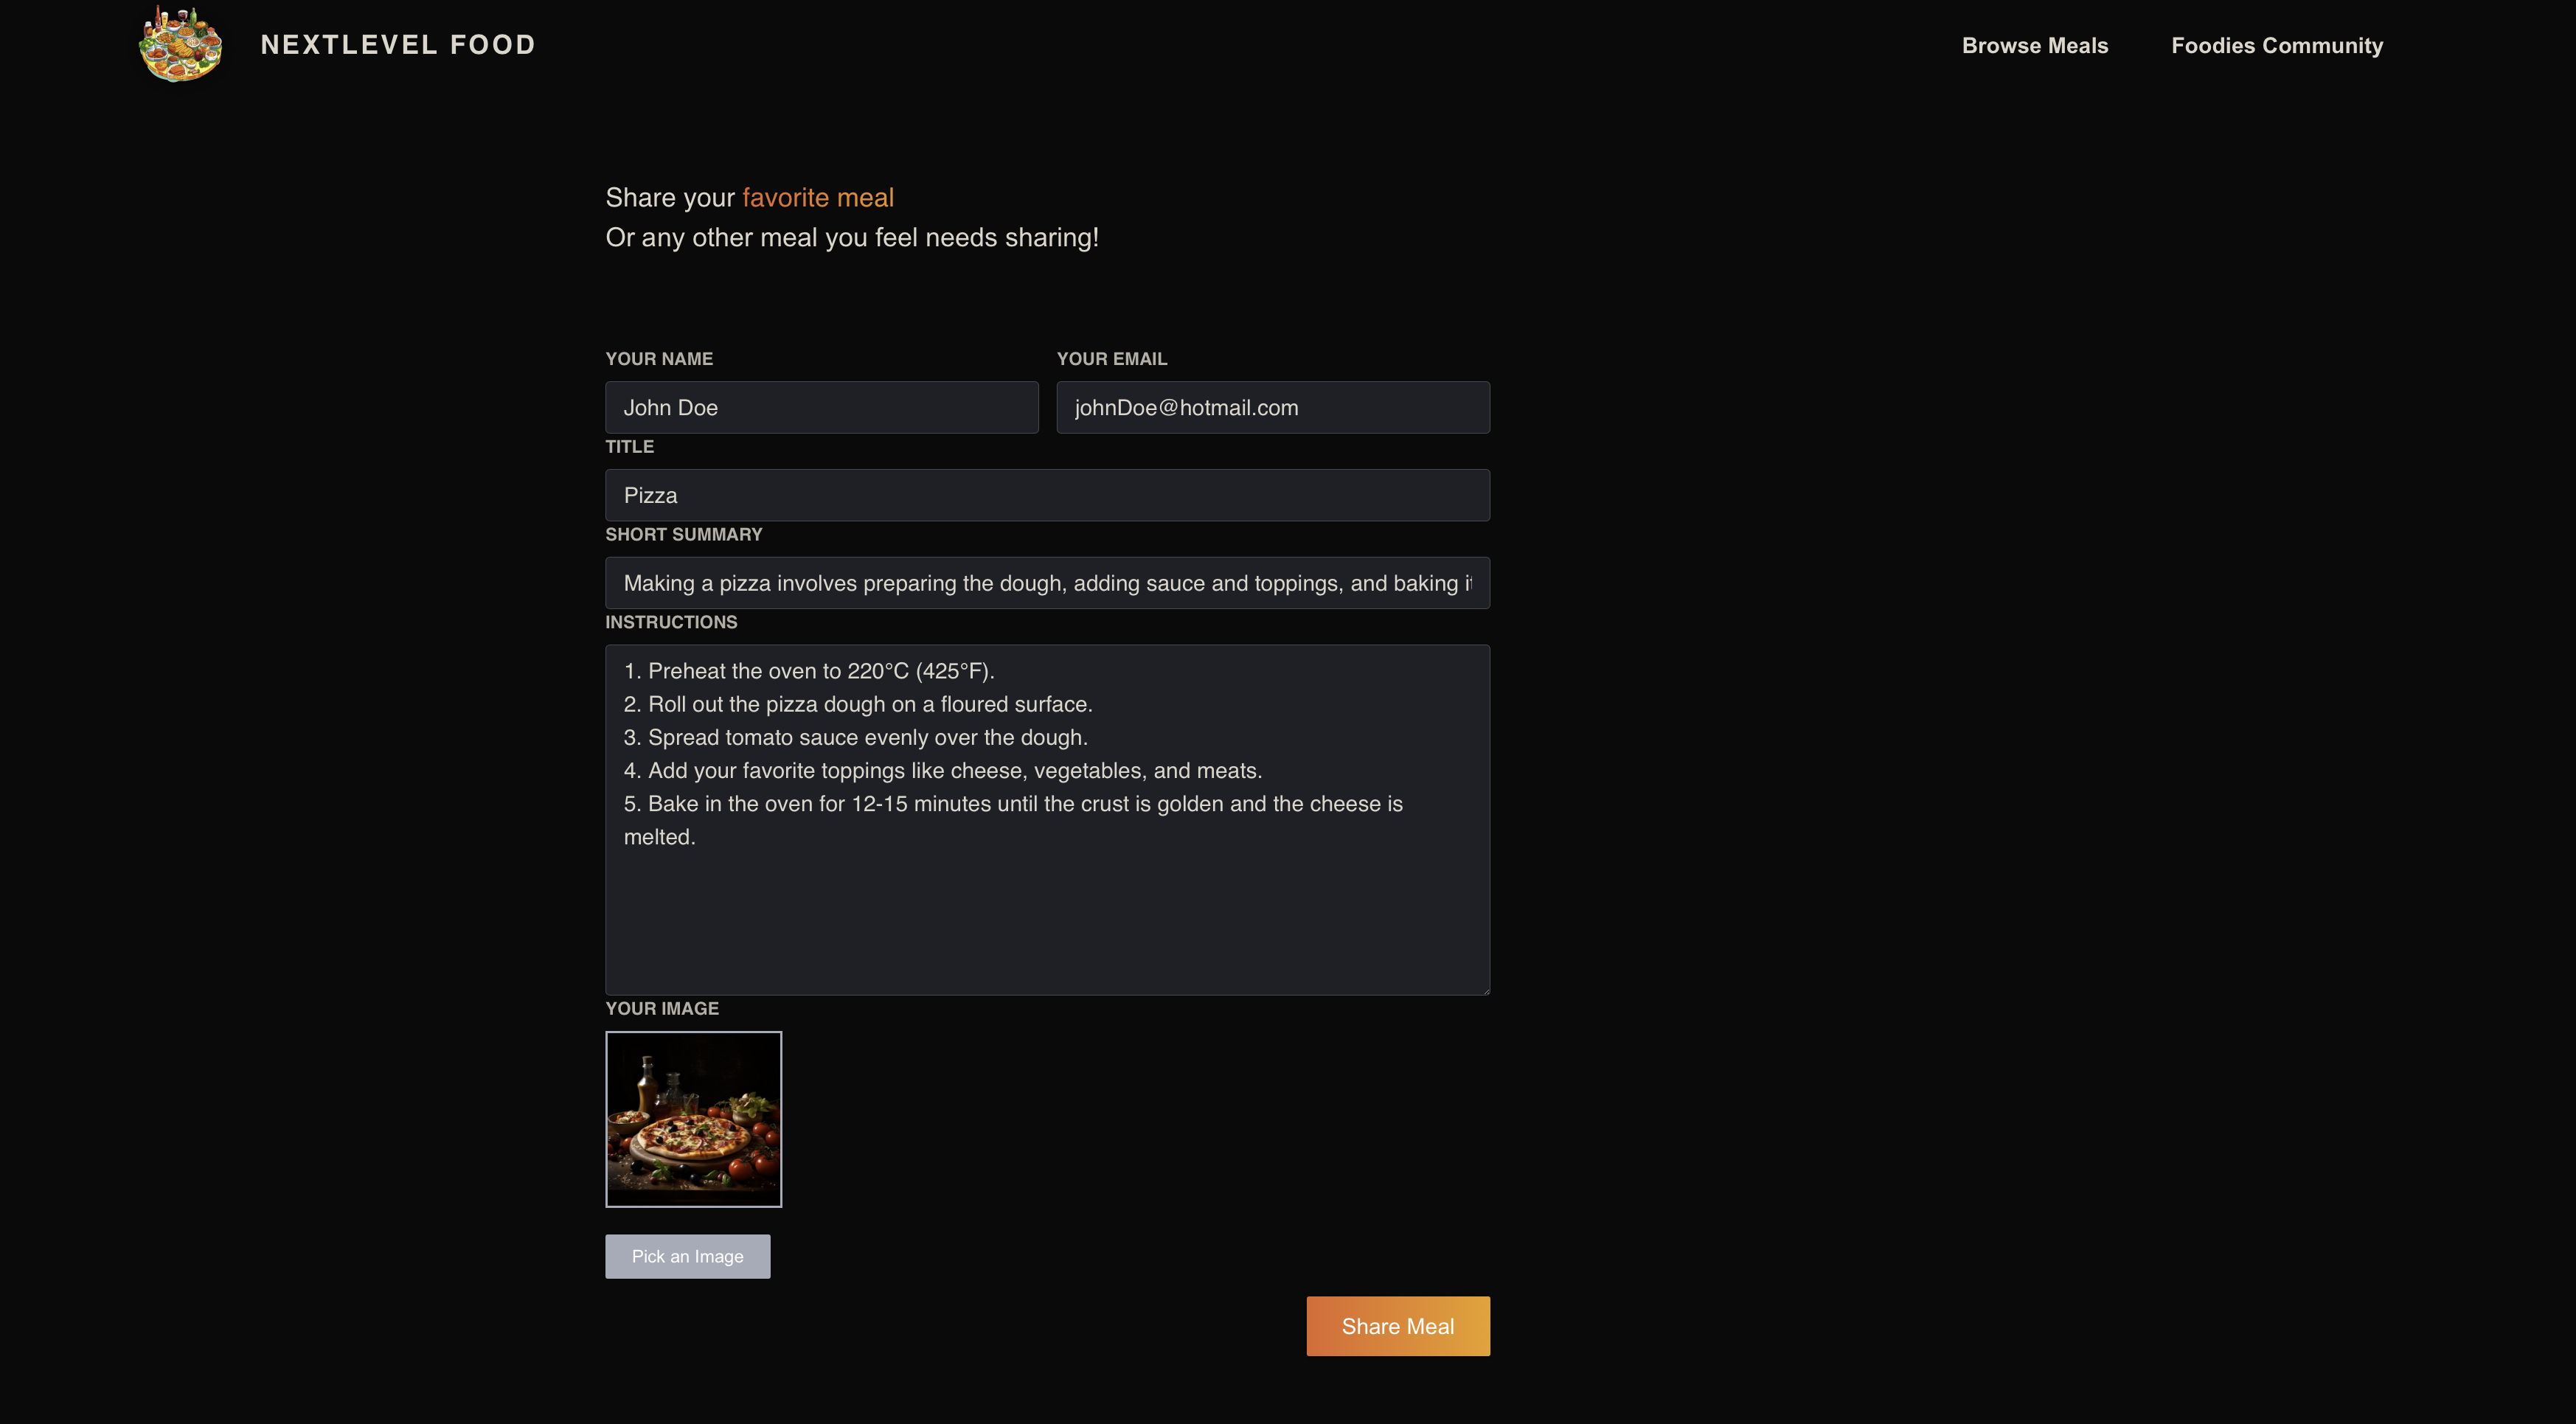 NEXTLEVEL FOOD
Browse Meals
Foodies Community
Share your favorite meal
Or any other meal you feel needs sharing!
YOUR NAME
YOUR EMAIL
John Doe
johnDoe@hotmail.com
TITLE
Pizza
SHORT SUMMARY
Making a pizza involves preparing the dough, adding sauce and toppings, and baking it
INSTRUCTIONS
1. Preheat the oven to 220°C (425°F).
2. Roll out the pizza dough on a floured surface.
3. Spread tomato sauce evenly over the dough.
4. Add your favorite toppings like cheese, vegetables, and meats.
5. Bake in the oven for 12-15 minutes until the crust is golden and the cheese is
melted.
YOUR IMAGE
Pick an Image
Share Meal